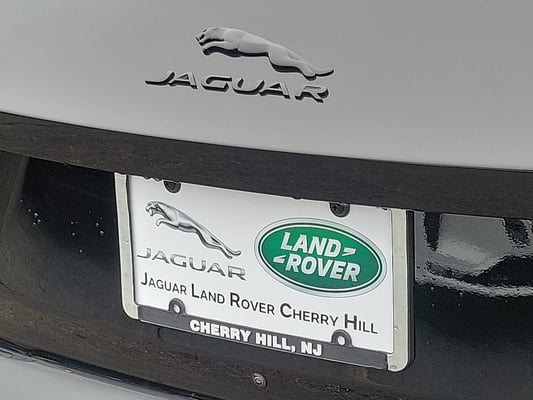 JAGUAR
JAGUAR
LAND-
-ROVER
Jaguar Land Rover Cherry Hill
CHERRY HILL, NJ